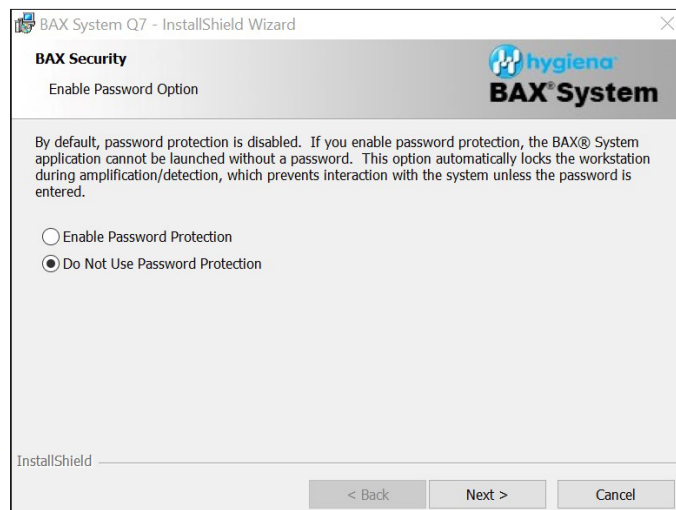 BAX System Q7 - InstallShield Wizard
BAX Security
Enable Password Option
hygiena
BAX® System
By default, password protection is disabled. If you enable password protection, the BAX® System
application cannot be launched without a password. This option automatically locks the workstation
during amplification/detection, which prevents interaction with the system unless the password is
entered.
Enable Password Protection
Do Not Use Password Protection
InstallShield
< Back
Next >
Cancel